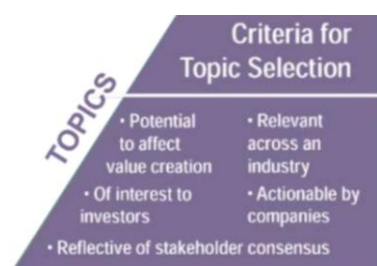 Criteria for
Topic Selection
TOPICS
• Potential
to affect
value creation
• Of interest to
investors
• Relevant
across an
industry
• Actionable by
companies
• Reflective of stakeholder consensus